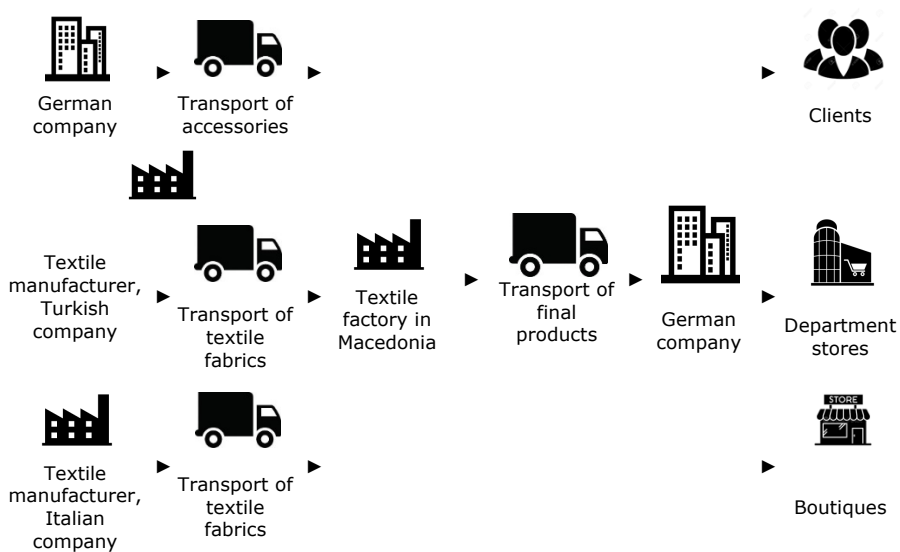 German
company
Transport of
accessories
Clients
Textile
manufacturer,
Turkish
company
Transport of
textile
fabrics
Textile
factory in
Macedonia
Transport of
final
products
German
company
Department
stores
Textile
manufacturer,
Italian
company
Transport of
textile
fabrics
STORE
Boutiques